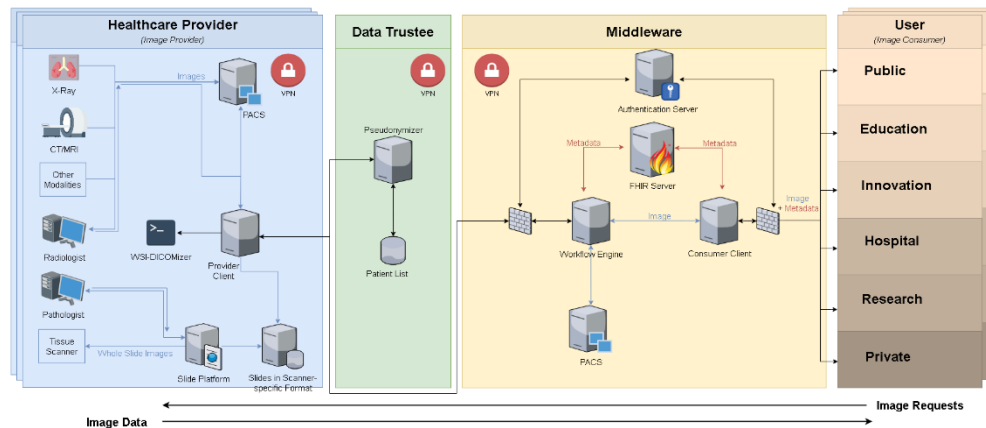 Healthcare Provider
(Image Provider)
Data Trustee
Middleware
User
(Image Consumer)
X-Ray
Images
PACS
VPN
CT/MRI
Other
Modalities
Radiologist
WSI-DICOMizer
Provider
Client
Pathologist
Tissue
Scanner
Whole Slide Images
Slide Platform
Slides in Scanner-
specific Format
VPN
Pseudonymizer
Patient List
VPN
Authentication Server
Metadata
Metadata
FHIR Server
Image
Workflow Engine
Consumer Client
Image
+ Metadata
PACS
Public
Education
Innovation
Hospital
Research
Private
Image Requests
Image Data